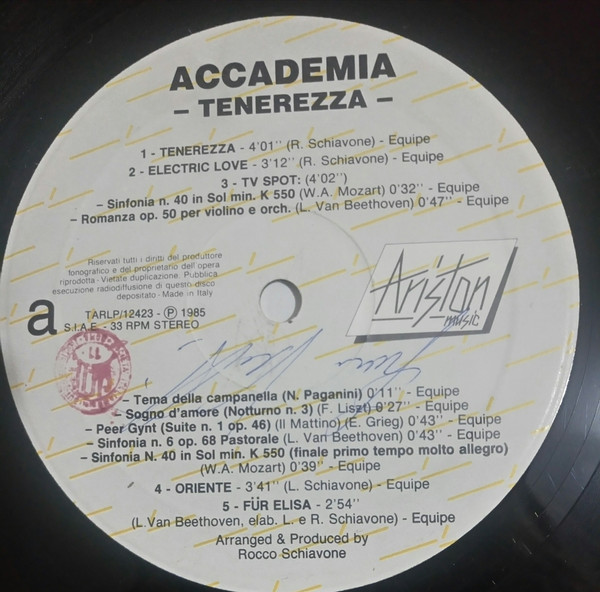 ACCADEMIA
– TENEREZZA –
1 - TENEREZZA - 4'01'' (R. Schiavone) - Equipe
2 - ELECTRIC LOVE - 3'12'' (R. Schiavone) - Equipe
3 - TV SPOT: (4'02'')
– Sinfonia n. 40 in Sol min. K 550 (W.A. Mozart) 0'32'' - Equipe
– Romanza op. 50 per violino e orch. (L. Van Beethoven) 0'47'' - Equipe
Riservati tutti i diritti del produttore
fonografico e del proprietario dell'opera
riprodotta - Vietate duplicazione. Pubblica
esecuzione radiodiffusione di questo disco
depositato - Made in Italy
a
TARLP/12423 - Ⓟ 1985
S.I.A.E. - 33 RPM STEREO
Ariston
music
– Tema della campanella (N. Paganini) 0'11'' - Equipe
– Sogno d'amore (Notturno n. 3) (F. Liszt) 0'27'' - Equipe
– Peer Gynt (Suite n. 1 op. 46) (Il Mattino) (E. Grieg) 0'43'' - Equipe
– Sinfonia n. 6 op. 68 Pastorale (L. Van Beethoven) 0'43'' - Equipe
– Sinfonia N. 40 in Sol min. K 550 (finale primo tempo molto allegro)
(W.A. Mozart) 0'39'' - Equipe
4 - ORIENTE - 3'41'' (L. Schiavone) - Equipe
5 - FÜR ELISA - 2'54''
(L.Van Beethoven, elab. L. e R. Schiavone) - Equipe
Arranged & Produced by
Rocco Schiavone